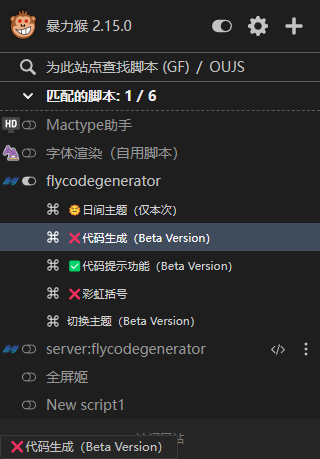 暴力猴 2.15.0
为此站点查找脚本 (GF) / OUJS
匹配的脚本: 1 / 6
HD Mactype助手
字体渲染（自用脚本）
flycodegenerator
⌘ 🌞日间主题（仅本次）
⌘ ❌代码生成（Beta Version）
⌘ ✅代码提示功能（Beta Version）
⌘ ❌彩虹括号
⌘ 切换主题（Beta Version）
server:flycodegenerator </>
全屏姬
New script1
❌代码生成（Beta Version）